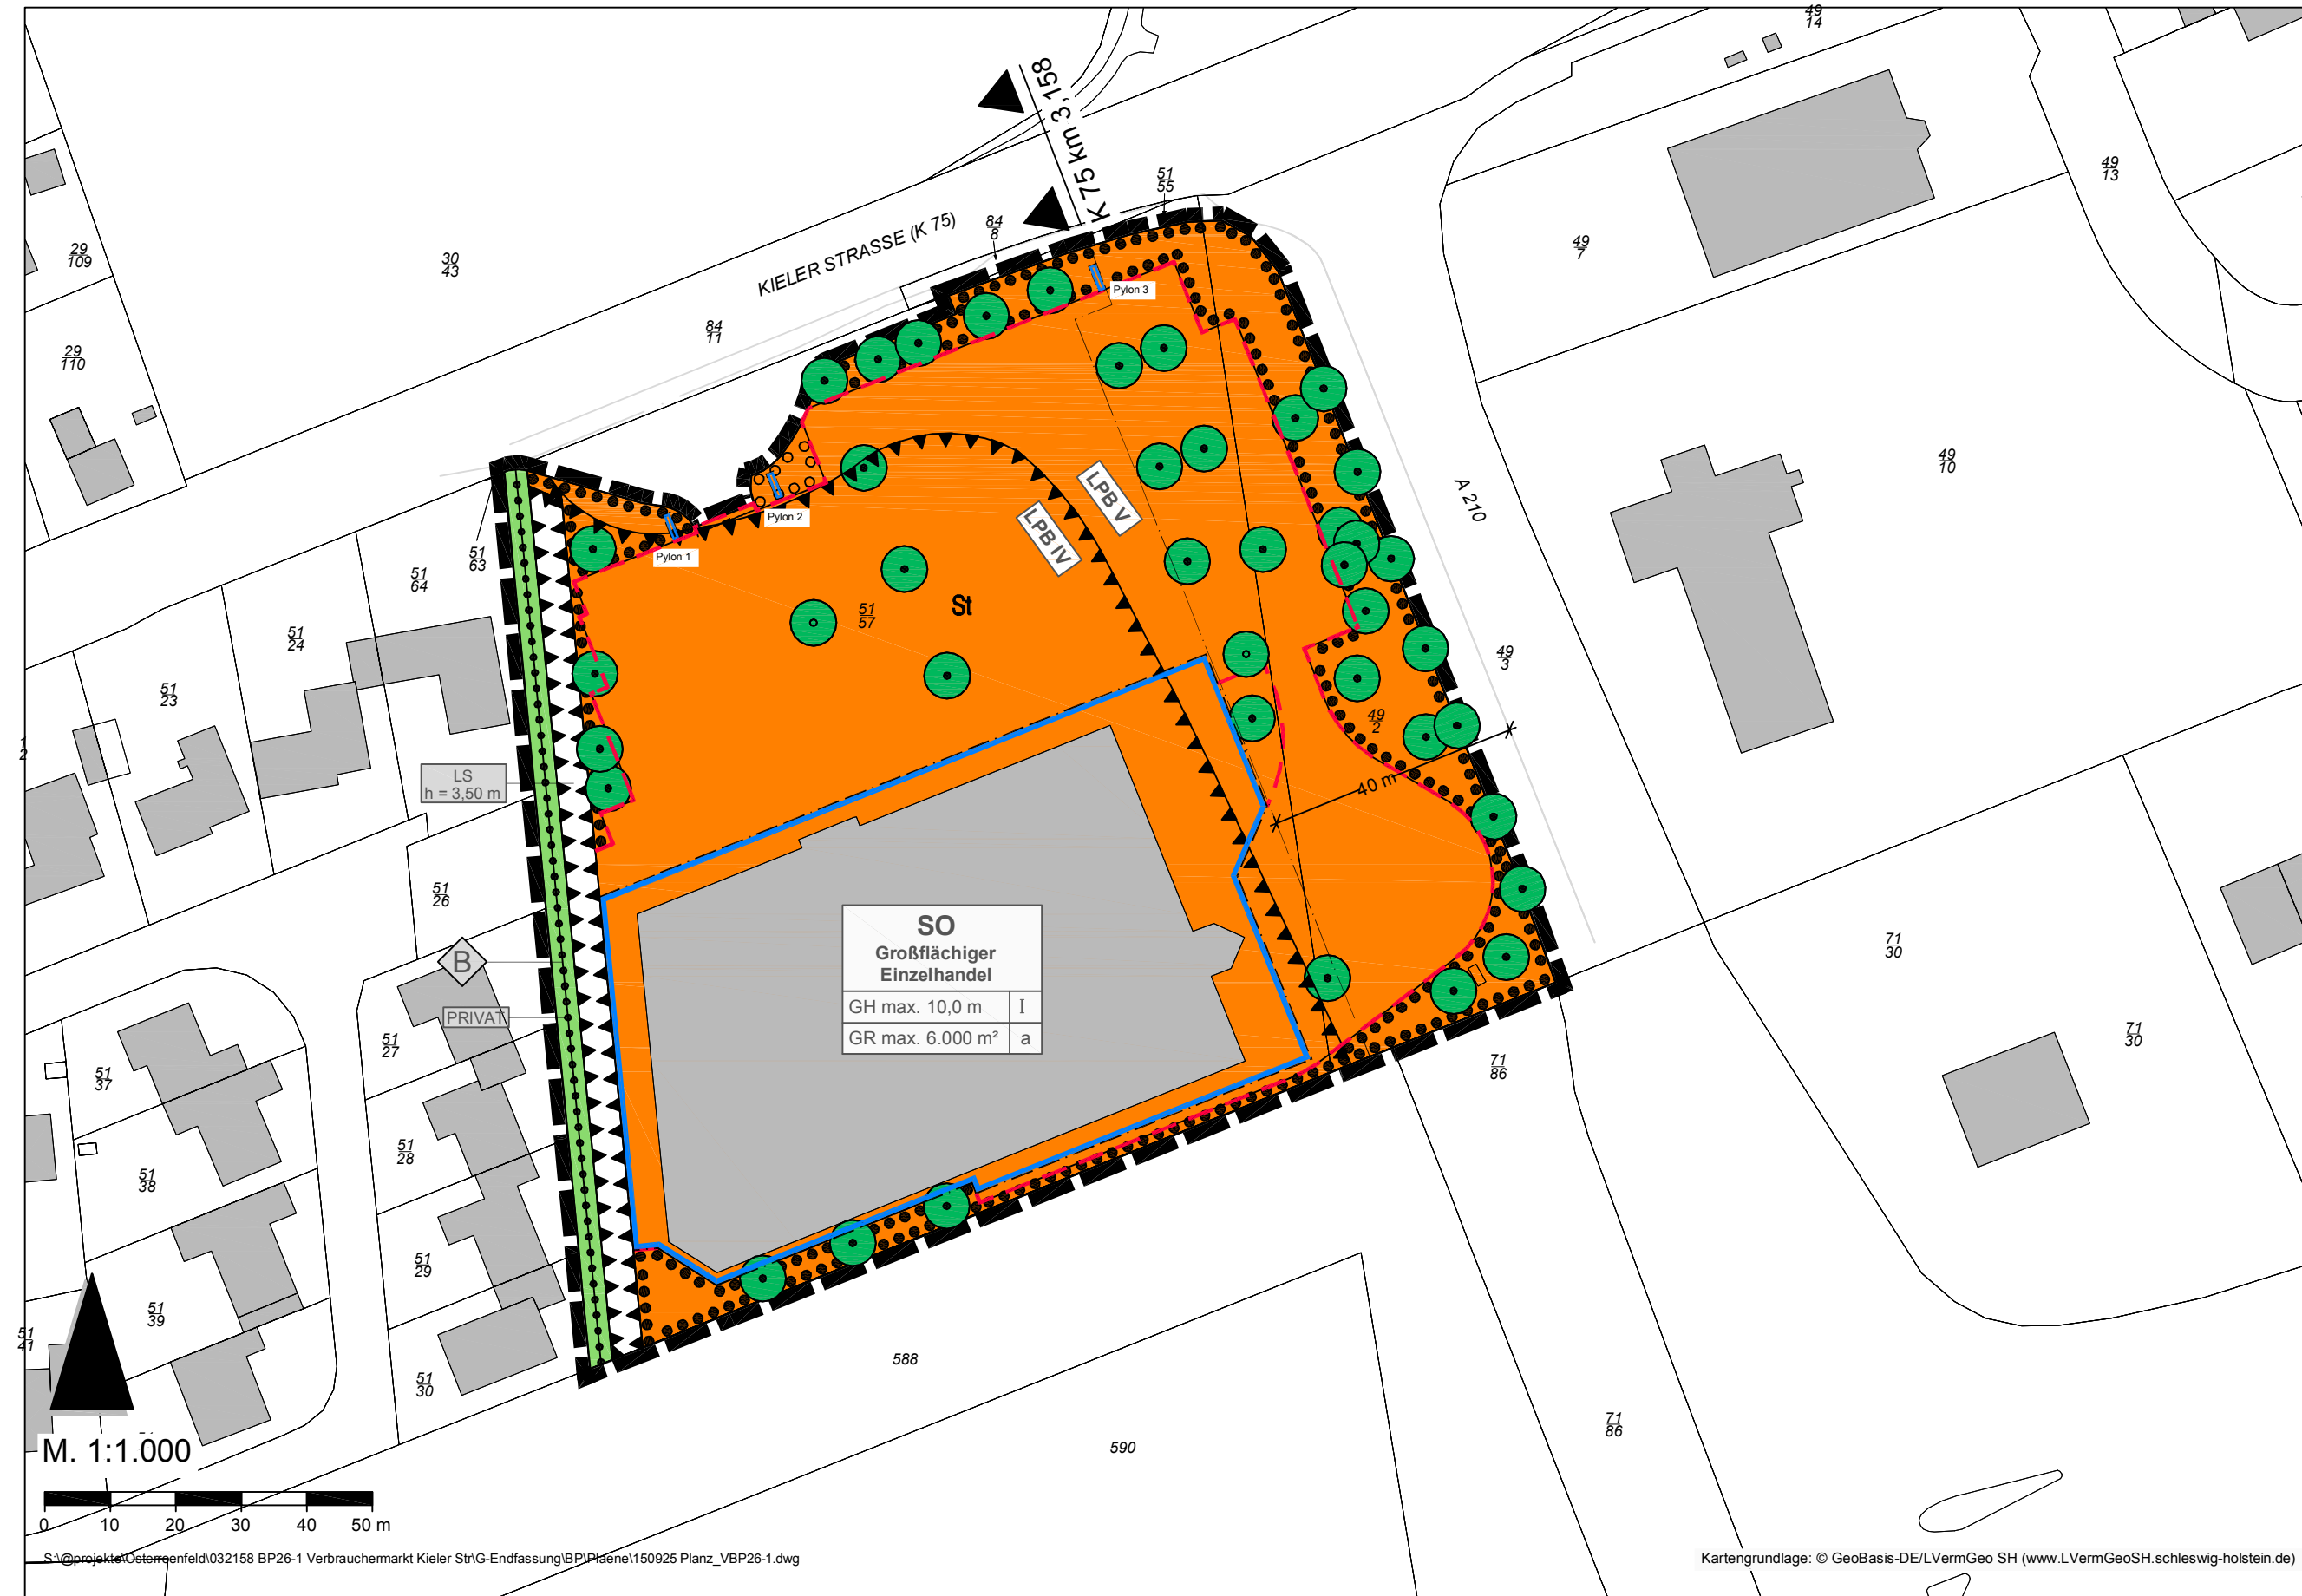 49
14
K 75 km 3,158
49
13
51
55
84
8
KIELER STRASSE (K 75)
29
109
30
43
49
7
Pylon 3
84
11
29
110
49
10
LPB V
A 210
Pylon 2
LPB IV
51
63
Pylon 1
51
64
St
51
57
51
24
49
3
51
23
49
2
1
2
LS
h = 3,50 m
40 m
51
26
SO
Großflächiger
Einzelhandel
GH max. 10,0 m I
GR max. 6.000 m² a
B
71
30
PRIVAT
51
27
71
30
51
37
71
86
51
28
51
38
51
29
51
39
51
41
588
51
30
71
86
590
M. 1:1.000
0 10 20 30 40 50 m
S:\@projekte\Osterroenfeld\032158 BP26-1 Verbrauchermarkt Kieler Str\G-Endfassung\BP\Plaene\150925 Planz_VBP26-1.dwg
Kartengrundlage: © GeoBasis-DE/LVermGeo SH (www.LVermGeoSH.schleswig-holstein.de)